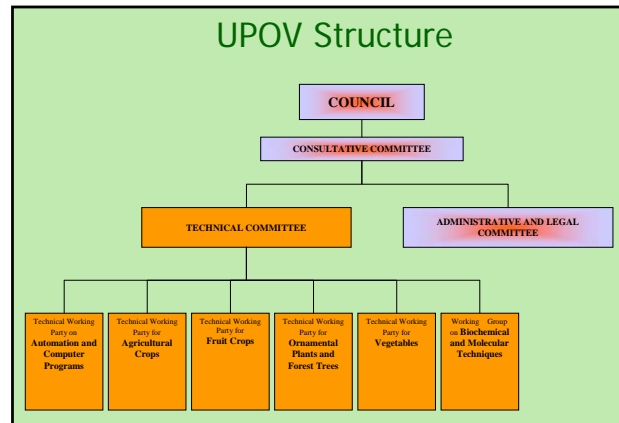 UPOV Structure
COUNCIL
CONSULTATIVE COMMITTEE
TECHNICAL COMMITTEE
ADMINISTRATIVE AND LEGAL
COMMITTEE
Technical Working
Party on
Automation and
Computer
Programs
Technical Working
Party for
Agricultural
Crops
Technical Working
Party for
Fruit Crops
Technical Working
Party for
Ornamental
Plants and
Forest Trees
Technical Working
Party for
Vegetables
Working Group
on Biochemical
and Molecular
Techniques